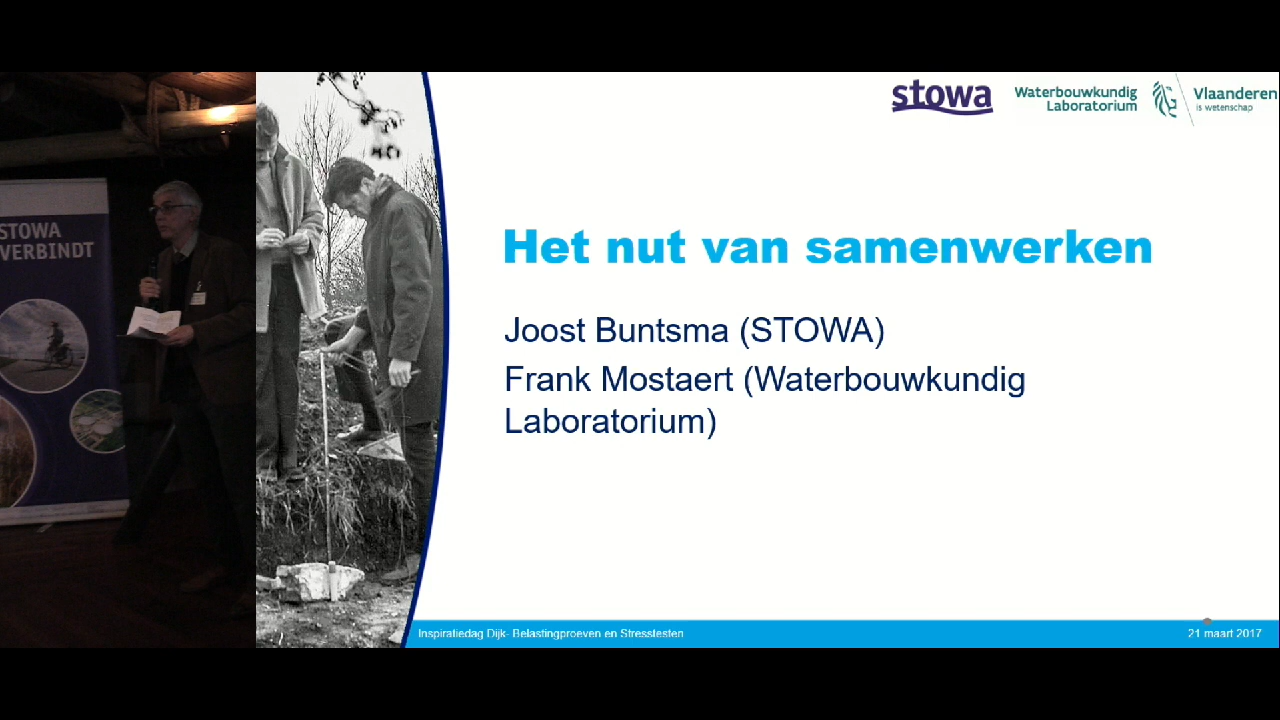 STOWA
VERBINDT
stowa
Waterbouwkundig
Laboratorium
Vlaanderen
is wetenschap
Het nut van samenwerken
Joost Buntsma (STOWA)
Frank Mostaert (Waterbouwkundig
Laboratorium)
Inspiratiedag Dijk- Belastingproeven en Stresstesten
21 maart 2017